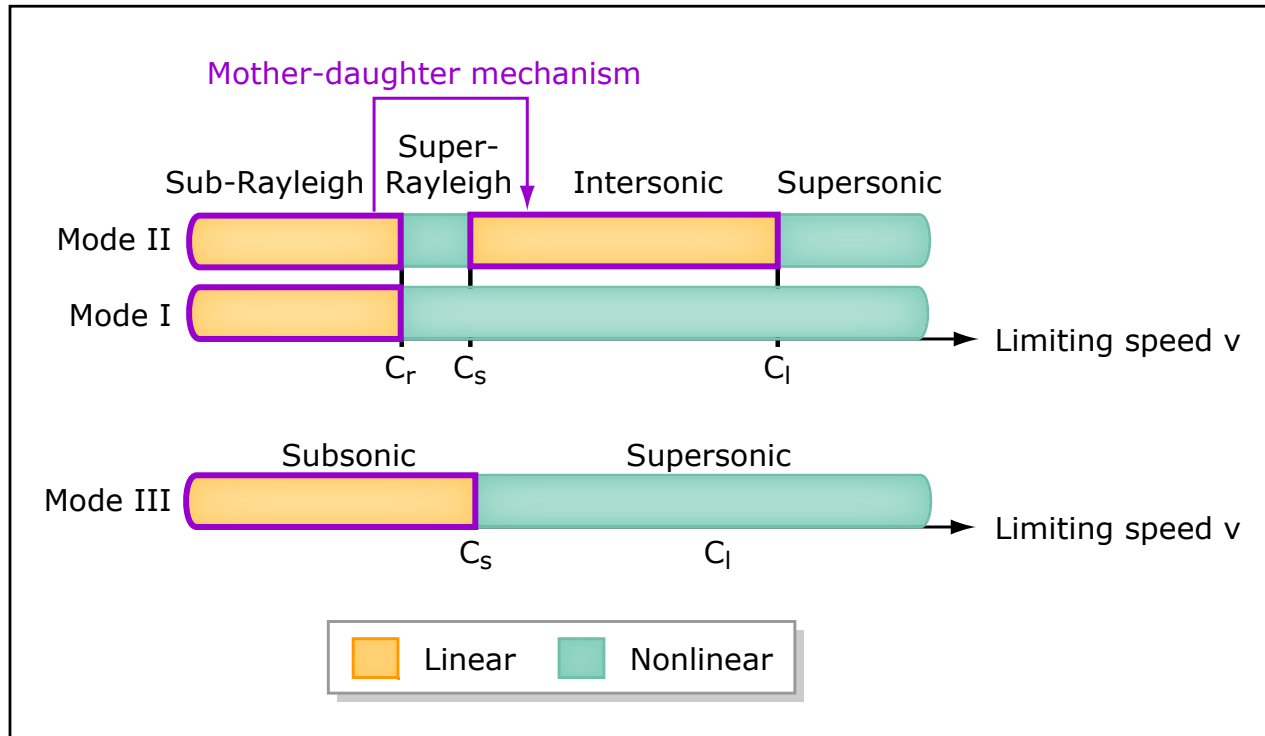 Mother-daughter mechanism
Super-
Sub-Rayleigh Rayleigh Intersonic Supersonic
Mode II
Mode I
Limiting speed v
Cr Cs Cl
Subsonic Supersonic
Mode III
Limiting speed v
Cs Cl
Linear Nonlinear